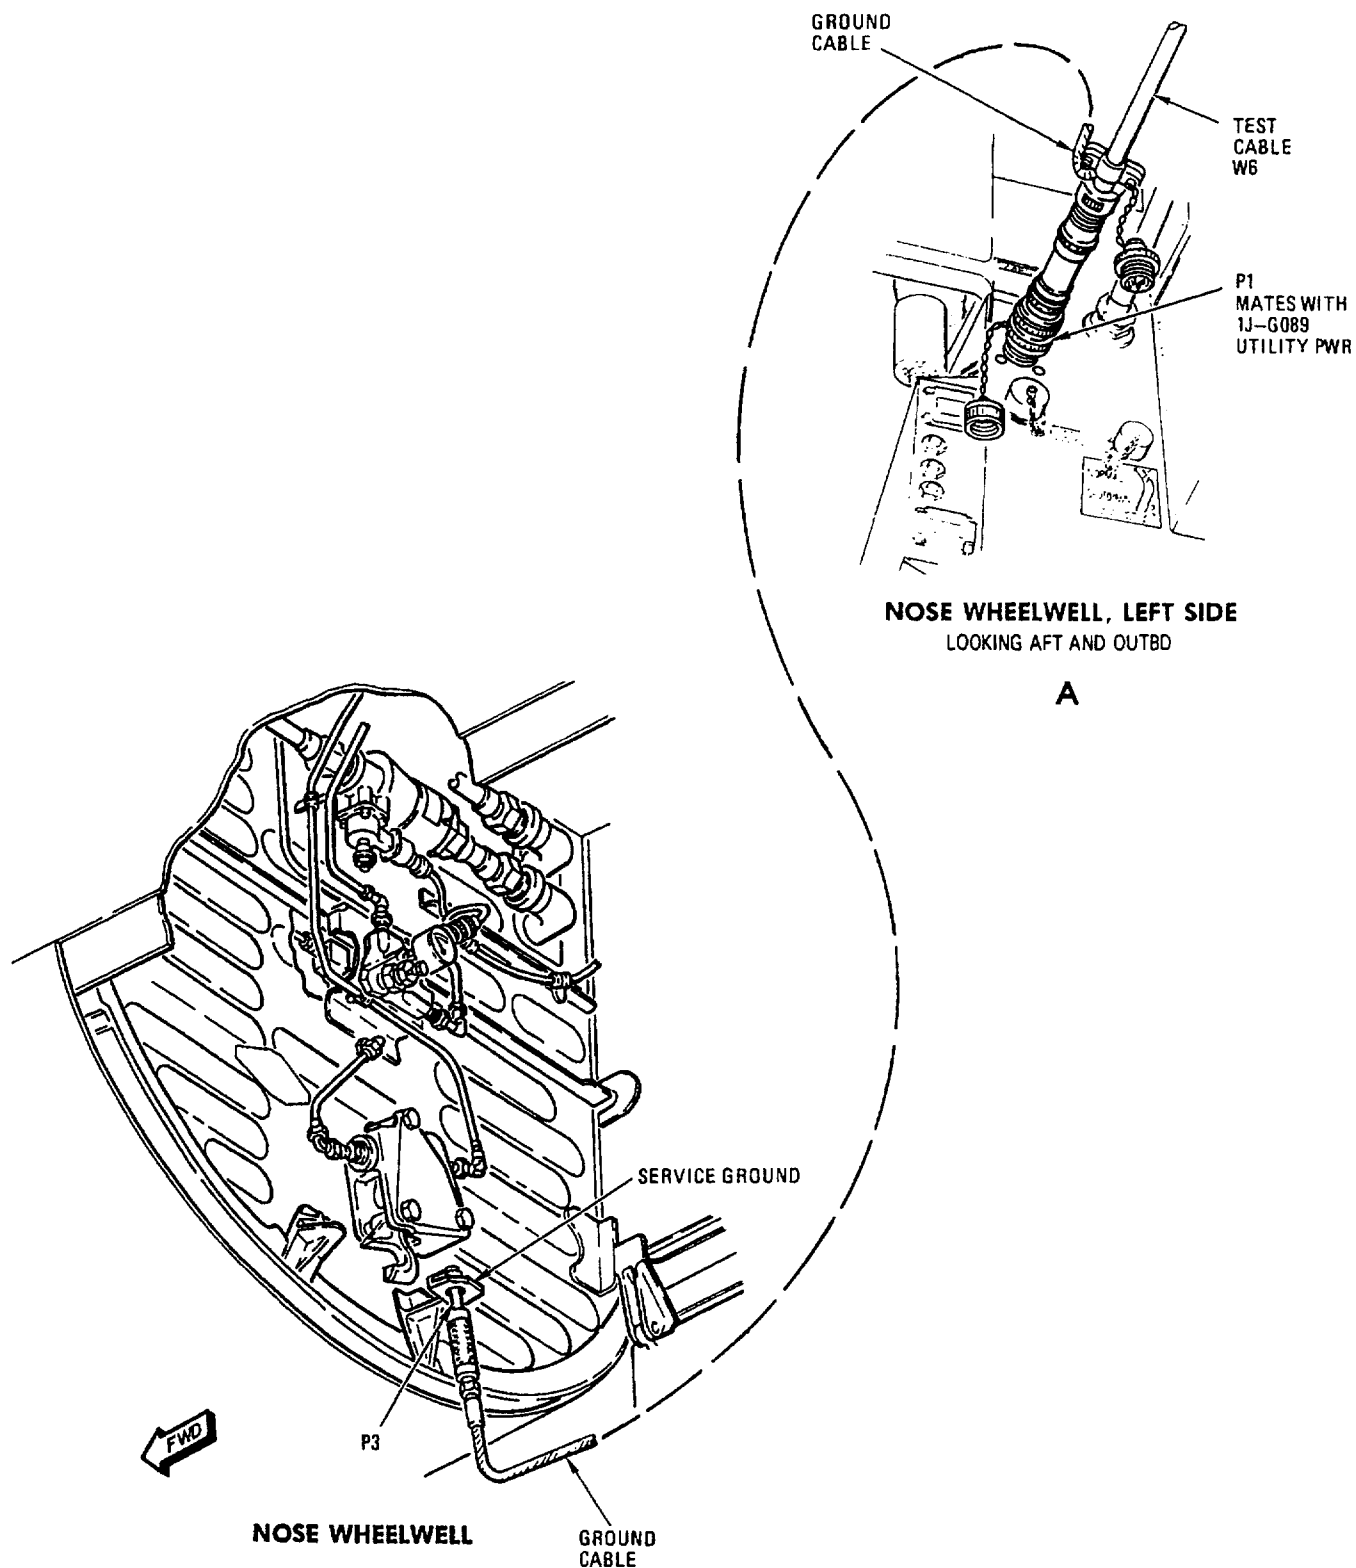 GROUND
CABLE
TEST
CABLE
W6
P1
MATES WITH
1J-G089
UTILITY PWR
NOSE WHEELWELL, LEFT SIDE
LOOKING AFT AND OUTBD
A
SERVICE GROUND
P3
FWD
NOSE WHEELWELL
GROUND
CABLE